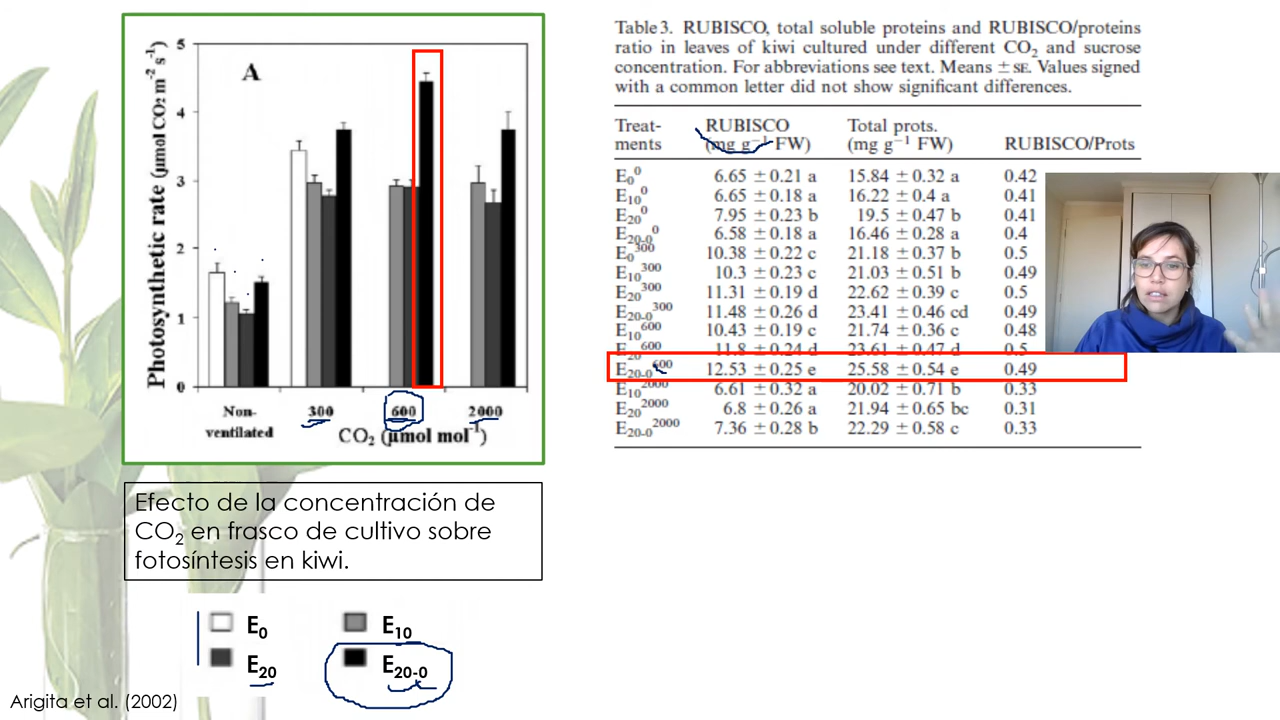 A
Photosynthetic rate (µmol CO₂ m⁻² s⁻¹)
5
4
3
2
1
0
Non-ventilated
300
600
2000
CO₂ (µmol mol⁻¹)
Efecto de la concentración de
CO₂ en frasco de cultivo sobre
fotosíntesis en kiwi.
E₀
E₁₀
E₂₀
E₂₀₋₀
Arigita et al. (2002)
Table 3. RUBISCO, total soluble proteins and RUBISCO/proteins
ratio in leaves of kiwi cultured under different CO₂ and sucrose
concentration. For abbreviations see text. Means ± SE. Values signed
with a common letter did not show significant differences.
Treat-ments RUBISCO (mg g⁻¹ FW) Total prots. (mg g⁻¹ FW) RUBISCO/Prots
E₀⁰ 6.65 ± 0.21 a 15.84 ± 0.32 a 0.42
E₁₀⁰ 6.65 ± 0.18 a 16.22 ± 0.4 a 0.41
E₂₀⁰ 7.95 ± 0.23 b 19.5 ± 0.47 b 0.41
E₂₀₋₀⁰ 6.58 ± 0.18 a 16.46 ± 0.28 a 0.4
E₀³⁰⁰ 10.38 ± 0.22 c 21.18 ± 0.37 b 0.5
E₁₀³⁰⁰ 10.3 ± 0.23 c 21.03 ± 0.51 b 0.49
E₂₀³⁰⁰ 11.31 ± 0.19 d 22.62 ± 0.39 c 0.5
E₂₀₋₀³⁰⁰ 11.48 ± 0.26 d 23.41 ± 0.46 cd 0.49
E₁₀⁶⁰⁰ 10.43 ± 0.19 c 21.74 ± 0.36 c 0.48
E₂₀⁶⁰⁰ 11.8 ± 0.24 d 23.61 ± 0.47 d 0.5
E₂₀₋₀⁶⁰⁰ 12.53 ± 0.25 e 25.58 ± 0.54 e 0.49
E₁₀²⁰⁰⁰ 6.61 ± 0.32 a 20.02 ± 0.71 b 0.33
E₂₀²⁰⁰⁰ 6.8 ± 0.26 a 21.94 ± 0.65 bc 0.31
E₂₀₋₀²⁰⁰⁰ 7.36 ± 0.28 b 22.29 ± 0.58 c 0.33